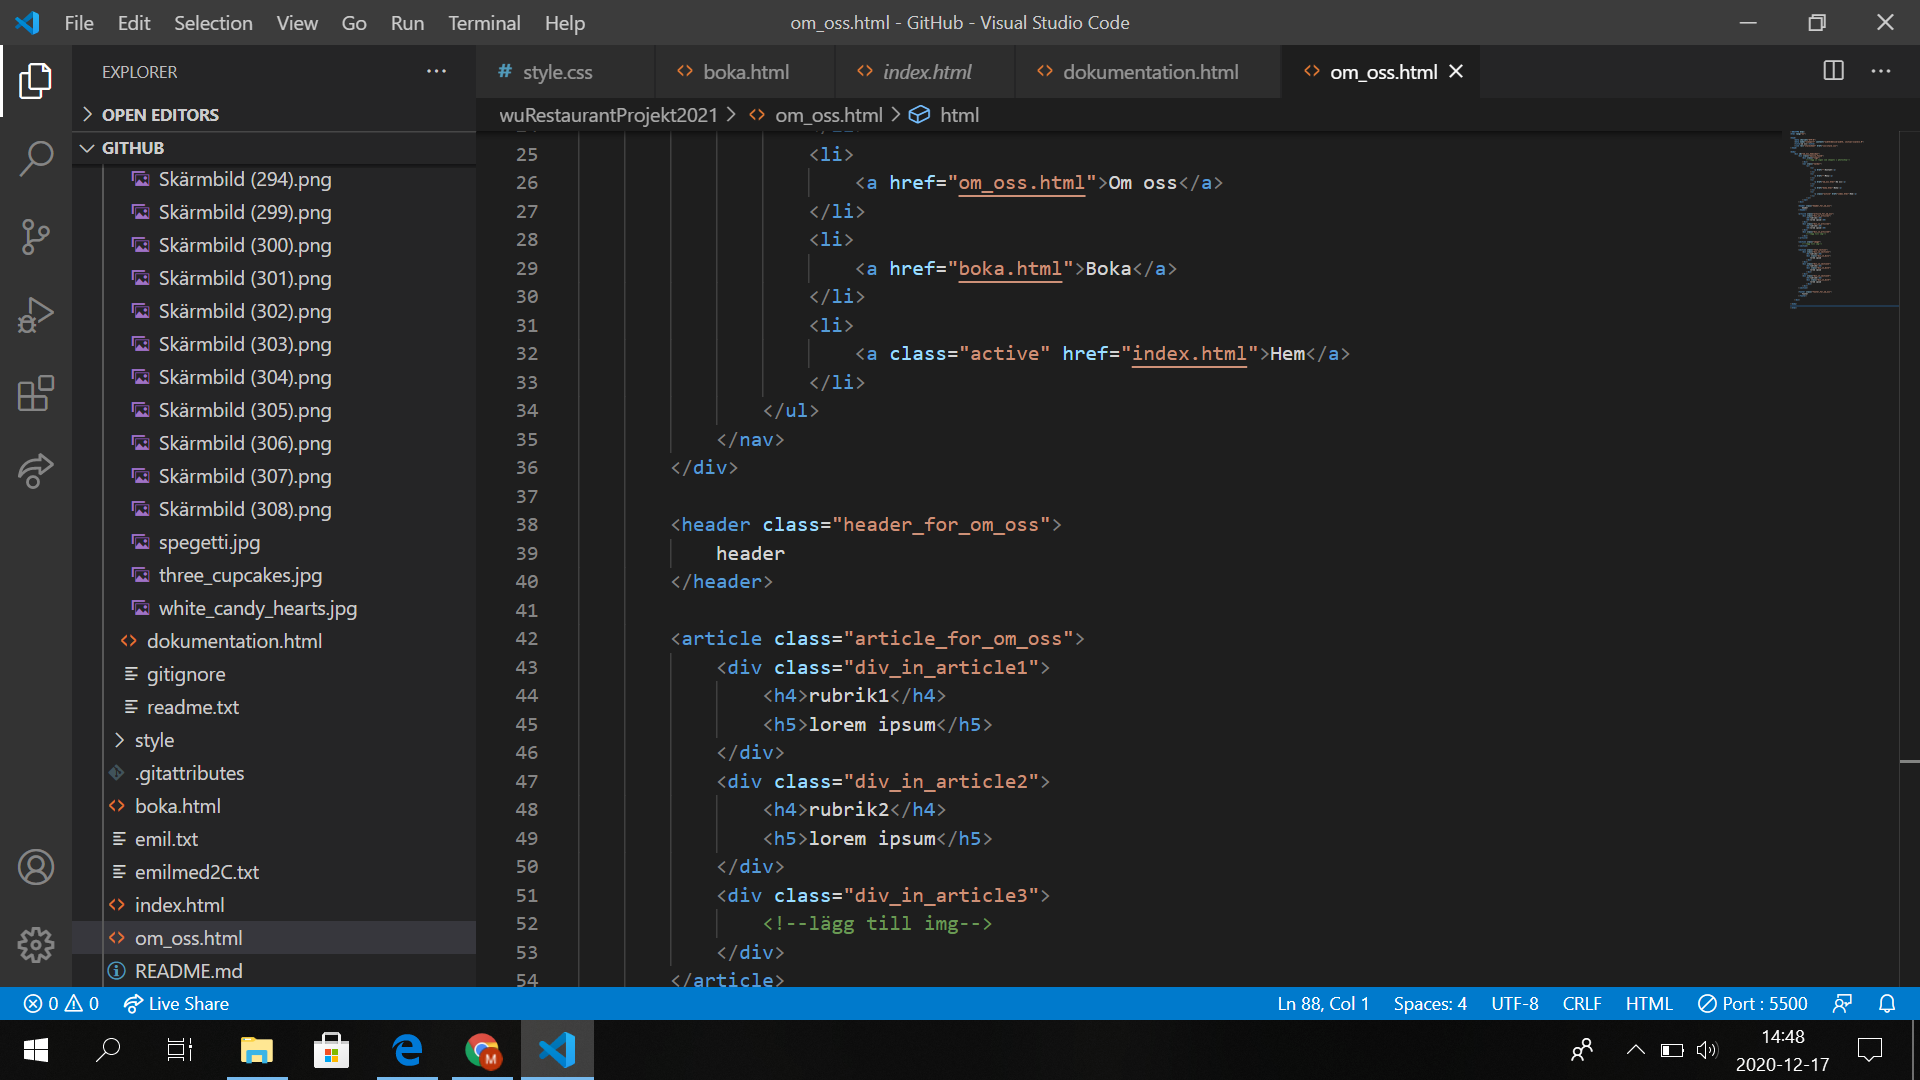 File Edit Selection View Go Run Terminal Help om_oss.html - GitHub - Visual Studio Code
EXPLORER
# style.css boka.html index.html dokumentation.html om_oss.html
OPEN EDITORS
wuRestaurantProjekt2021 > om_oss.html > html
GITHUB
Skärmbild (294).png
Skärmbild (299).png
Skärmbild (300).png
Skärmbild (301).png
Skärmbild (302).png
Skärmbild (303).png
Skärmbild (304).png
Skärmbild (305).png
Skärmbild (306).png
Skärmbild (307).png
Skärmbild (308).png
spegetti.jpg
three_cupcakes.jpg
white_candy_hearts.jpg
dokumentation.html
gitignore
readme.txt
style
.gitattributes
boka.html
emil.txt
emilmed2C.txt
index.html
om_oss.html
README.md
25 <li>
26 <a href="om_oss.html">Om oss</a>
27 </li>
28 <li>
29 <a href="boka.html">Boka</a>
30 </li>
31 <li>
32 <a class="active" href="index.html">Hem</a>
33 </li>
34 </ul>
35 </nav>
36 </div>
37
38 <header class="header_for_om_oss">
39 header
40 </header>
41
42 <article class="article_for_om_oss">
43 <div class="div_in_article1">
44 <h4>rubrik1</h4>
45 <h5>lorem ipsum</h5>
46 </div>
47 <div class="div_in_article2">
48 <h4>rubrik2</h4>
49 <h5>lorem ipsum</h5>
50 </div>
51 <div class="div_in_article3">
52 <!--lägg till img-->
53 </div>
54 </article>
0 0 Live Share Ln 88, Col 1 Spaces: 4 UTF-8 CRLF HTML Port : 5500
M
14:48
2020-12-17